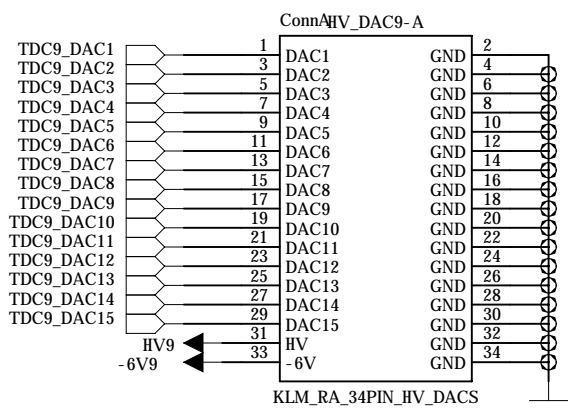 ConnA HV_DAC9-A
TDC9_DAC1 1 DAC1 GND 2
TDC9_DAC2 3 DAC2 GND 4
TDC9_DAC3 5 DAC3 GND 6
TDC9_DAC4 7 DAC4 GND 8
TDC9_DAC5 9 DAC5 GND 10
TDC9_DAC6 11 DAC6 GND 12
TDC9_DAC7 13 DAC7 GND 14
TDC9_DAC8 15 DAC8 GND 16
TDC9_DAC9 17 DAC9 GND 18
TDC9_DAC10 19 DAC10 GND 20
TDC9_DAC11 21 DAC11 GND 22
TDC9_DAC12 23 DAC12 GND 24
TDC9_DAC13 25 DAC13 GND 26
TDC9_DAC14 27 DAC14 GND 28
TDC9_DAC15 29 DAC15 GND 30
HV9 31 HV GND 32
-6V9 33 -6V GND 34
KLM_RA_34PIN_HV_DACS